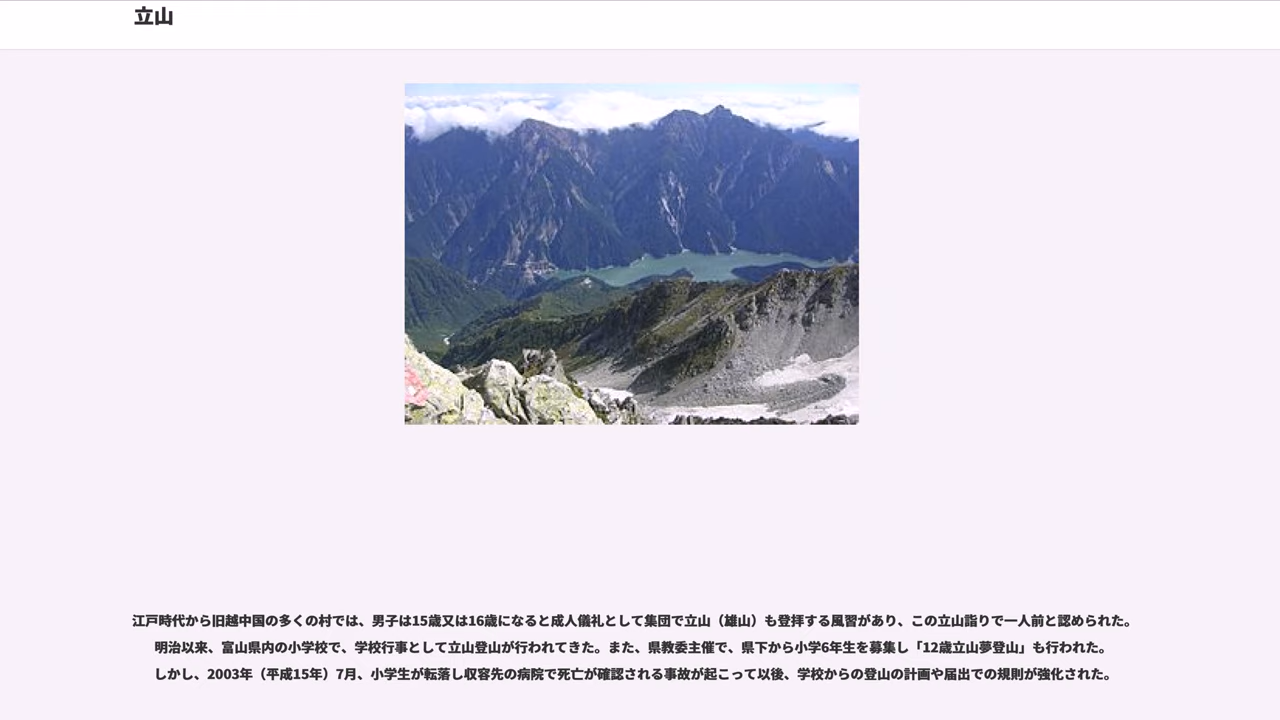 立山
江戸時代から旧越中国の多くの村では、男子は15歳又は16歳になると成人儀礼として集団で立山（雄山）も登拝する風習があり、この立山詣りで一人前と認められた。
明治以来、富山県内の小学校で、学校行事として立山登山が行われてきた。また、県教委主催で、県下から小学6年生を募集し「12歳立山夢登山」も行われた。
しかし、2003年（平成15年）7月、小学生が転落し収容先の病院で死亡が確認される事故が起こって以後、学校からの登山の計画や届出での規則が強化された。